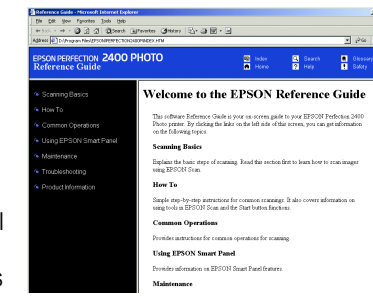 Reference Guide - Microsoft Internet Explorer
File Edit View Favorites Tools Help
Back Search Favorites History
Address D:\Program Files\EPSON\PERFECTION2400P\INDEX.HTM Go
EPSON PERFECTION 2400 PHOTO
Reference Guide
Index Search Glossary
Home Help Safety
Scanning Basics
How To
Common Operations
Using EPSON Smart Panel
Maintenance
Troubleshooting
Product Information
Welcome to the EPSON Reference Guide
This software Reference Guide is your on-screen guide to your EPSON Perfection 2400
Photo printer. By clicking the links on the left side of this screen, you can get information
on the following topics.
Scanning Basics
Explains the basic steps of scanning. Read this section first to learn how to scan images
using EPSON Scan.
How To
Simple step-by-step instructions for common scannings. It also covers information on
using tools in EPSON Scan and the Start button functions.
Common Operations
Provides instructions for common operations for scanning.
Using EPSON Smart Panel
Provides information on EPSON Smart Panel features.
Maintenance